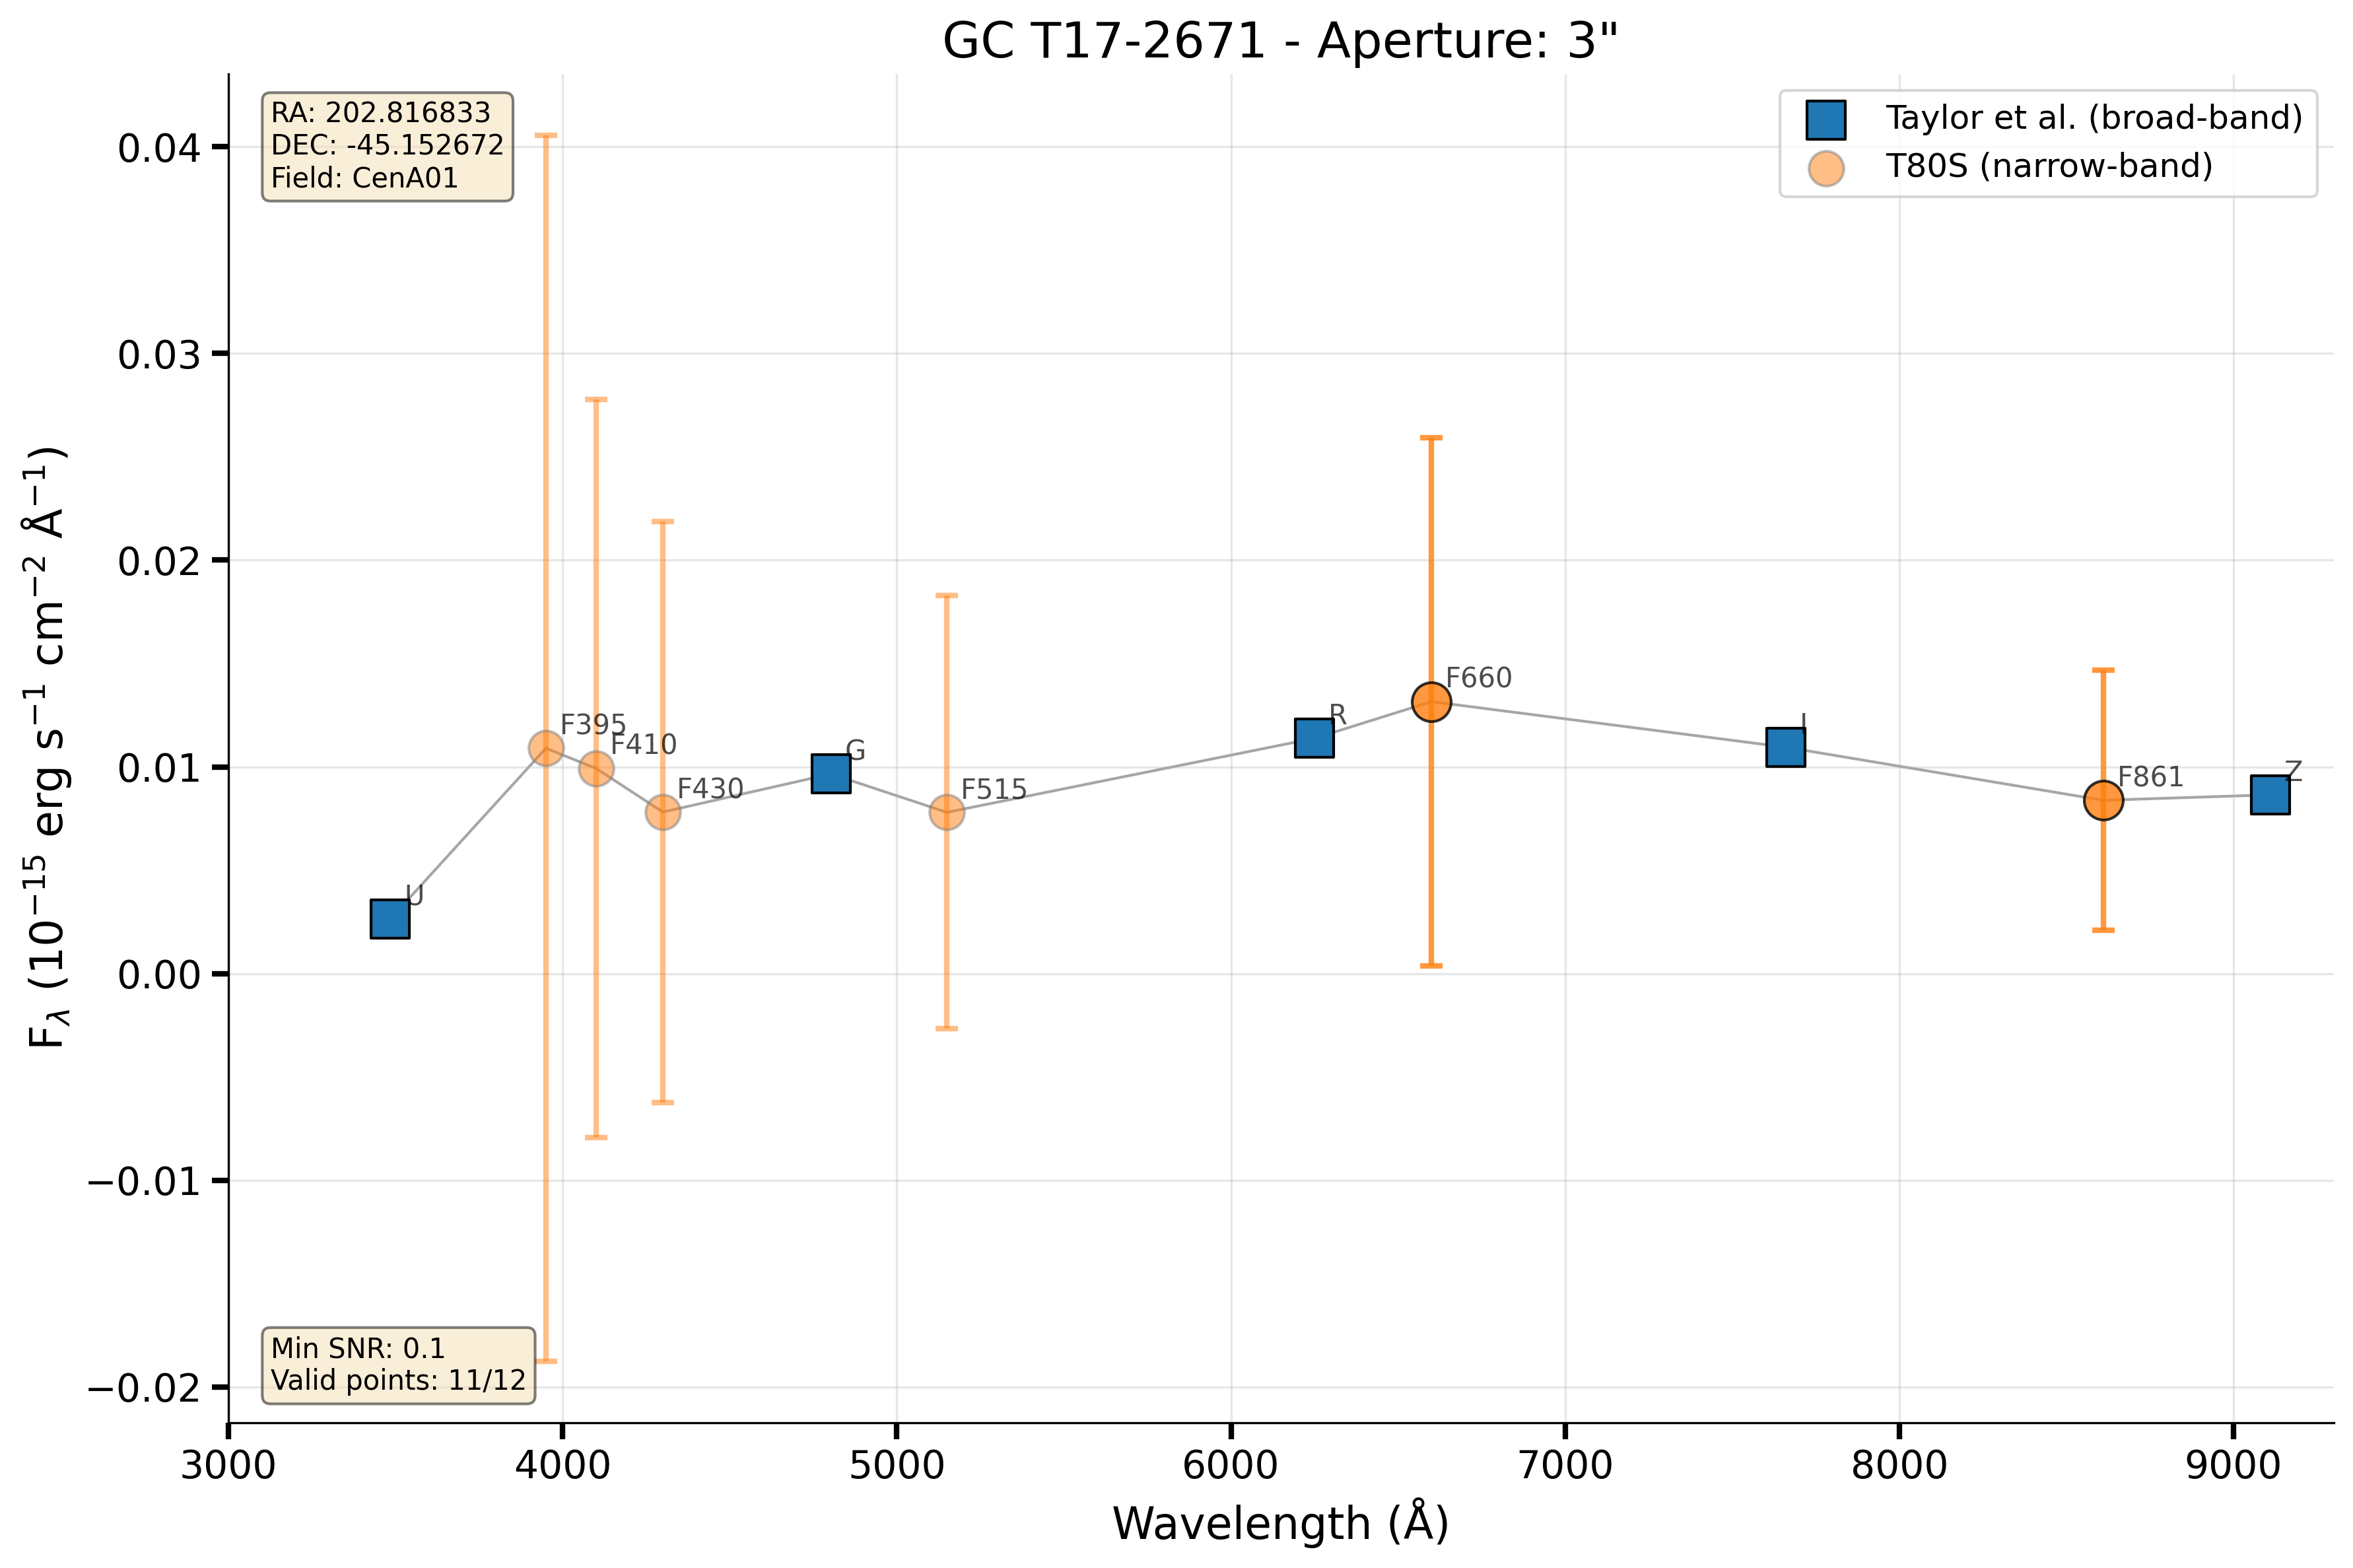 GC T17-2671 - Aperture: 3"
RA: 202.816833
DEC: -45.152672
Field: CenA01
Taylor et al. (broad-band)
T80S (narrow-band)
0.04
0.03
0.02
0.01
0.00
−0.01
−0.02
F_λ (10⁻¹⁵ erg s⁻¹ cm⁻² Å⁻¹)
U
F395
F410
F430
G
F515
R
F660
I
F861
Z
Min SNR: 0.1
Valid points: 11/12
3000 4000 5000 6000 7000 8000 9000
Wavelength (Å)